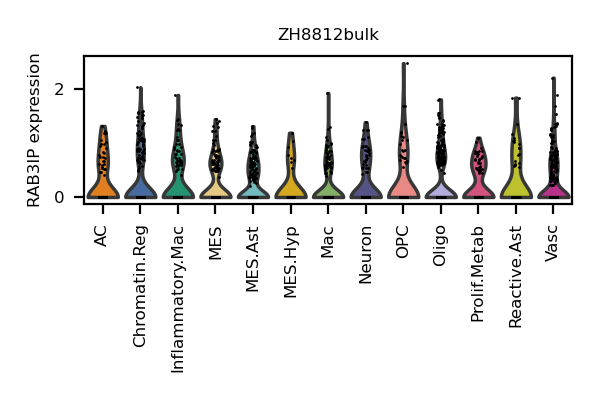 ZH8812bulk
RAB3IP expression
2
0
AC
Chromatin.Reg
Inflammatory.Mac
MES
MES.Ast
MES.Hyp
Mac
Neuron
OPC
Oligo
Prolif.Metab
Reactive.Ast
Vasc